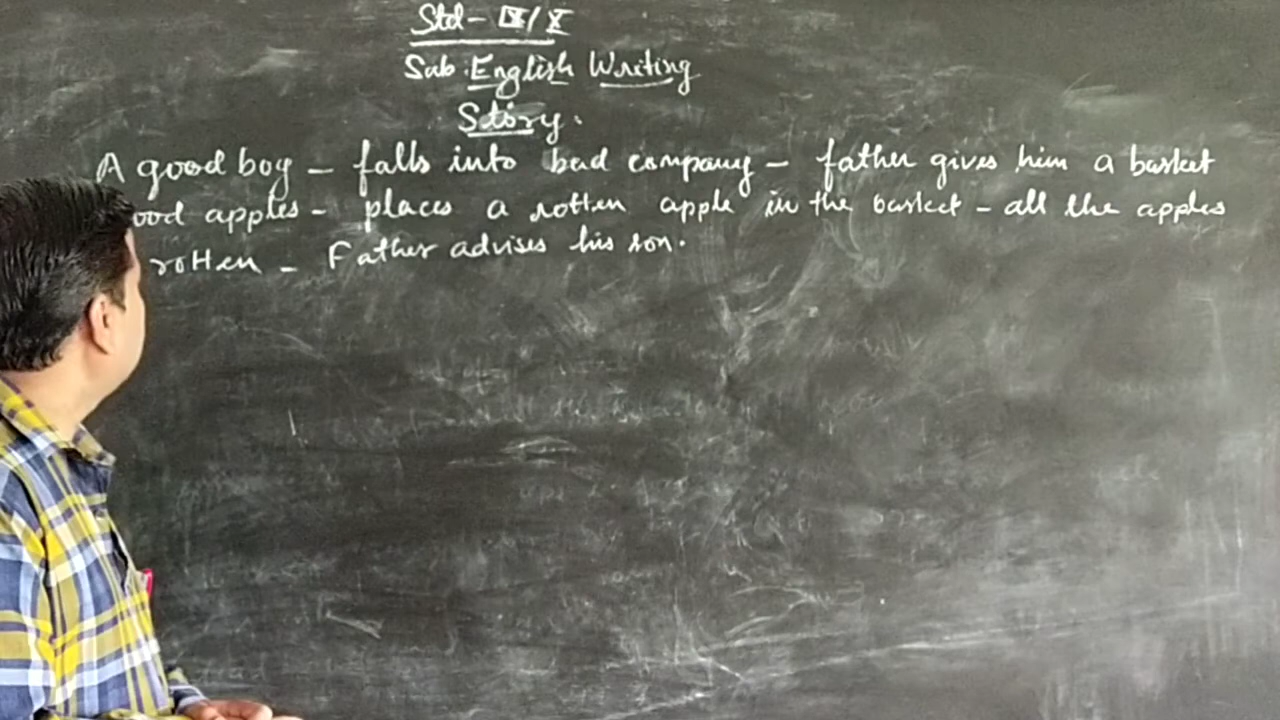 Std - IX/X
Sub: English Writing
Story.
A good boy - falls into bad company - father gives him a basket
ood apples - places a rotten apple in the basket - all the apples
rotten - Father advises his son.